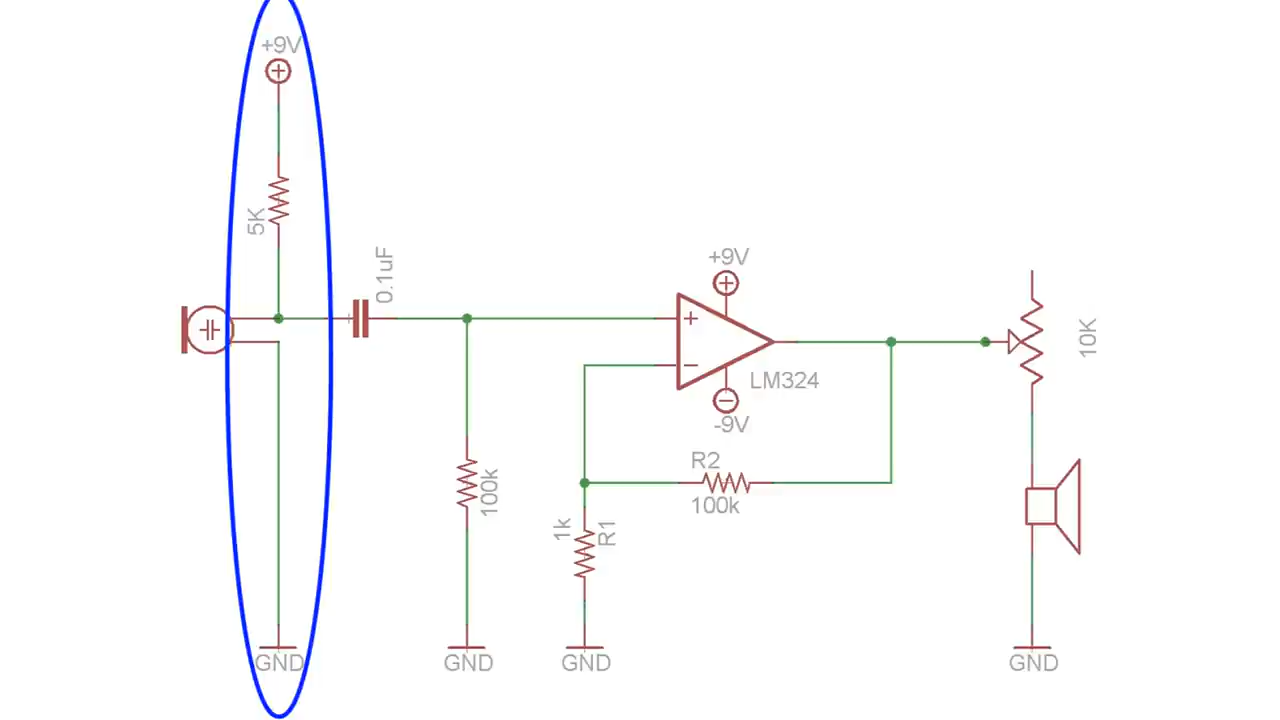 +9V
5K
0.1uF
+9V
LM324
-9V
10K
R2
100k
100k
1k
R1
GND
GND
GND
GND